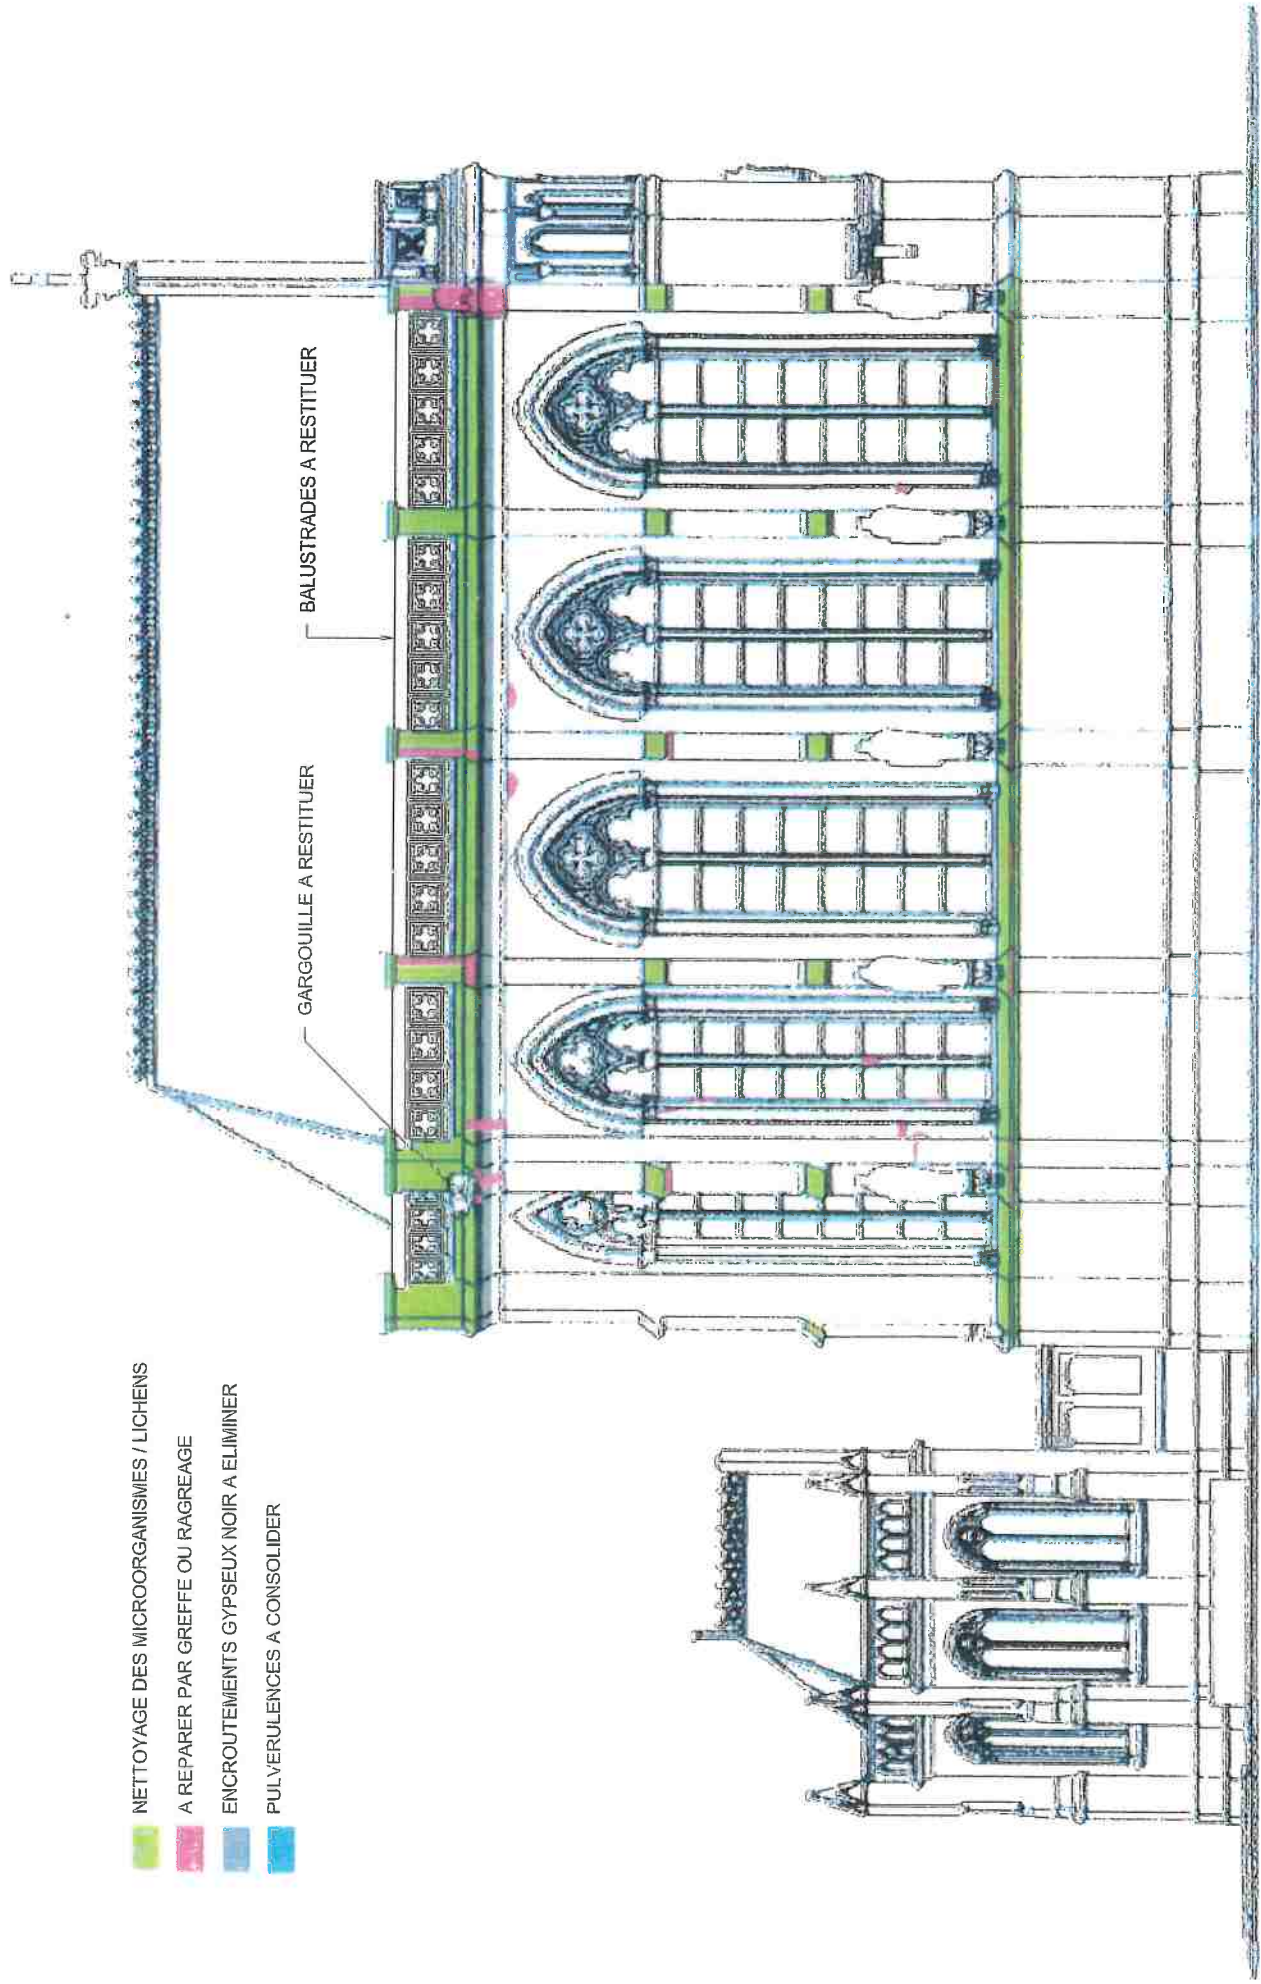 NETTOYAGE DES MICROORGANISMES / LICHENS
A REPARER PAR GREFFE OU RAGREAGE
ENCROUTEMENTS GYPSEUX NOIR A ELIMINER
PULVERULENCES A CONSOLIDER
GARGOUILLE A RESTITUER
BALUSTRADES A RESTITUER